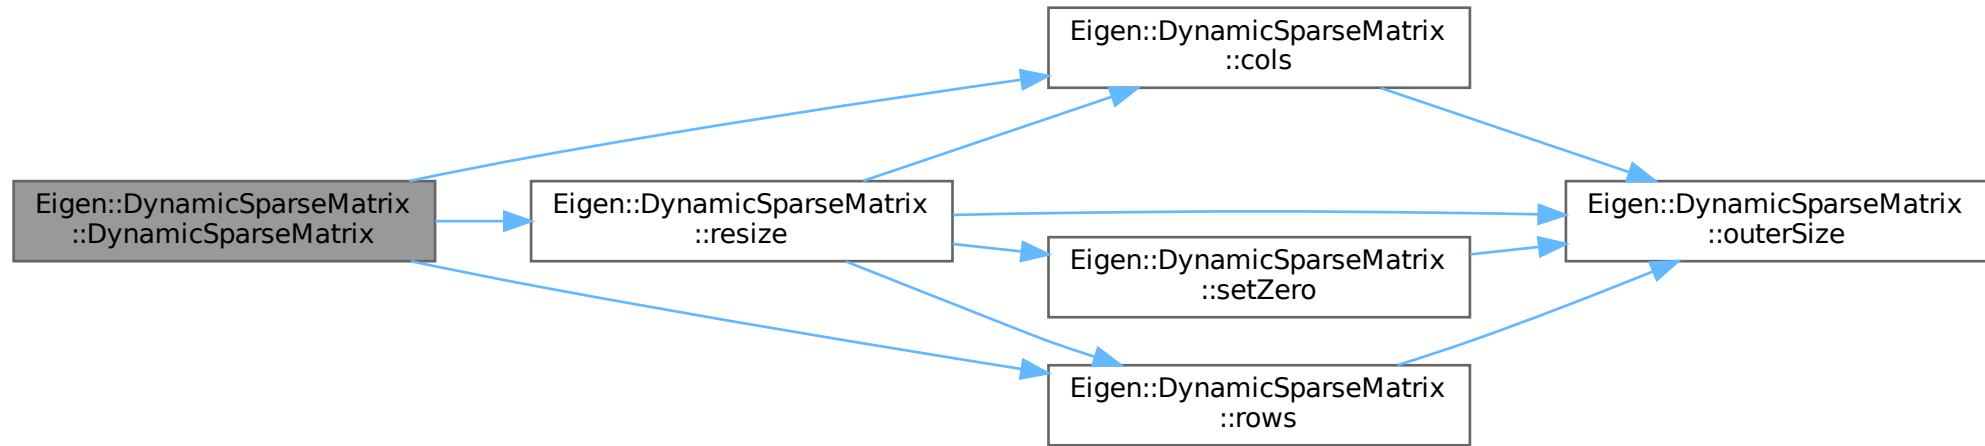 Eigen::DynamicSparseMatrix
::DynamicSparseMatrix
Eigen::DynamicSparseMatrix
::resize
Eigen::DynamicSparseMatrix
::cols
Eigen::DynamicSparseMatrix
::setZero
Eigen::DynamicSparseMatrix
::rows
Eigen::DynamicSparseMatrix
::outerSize